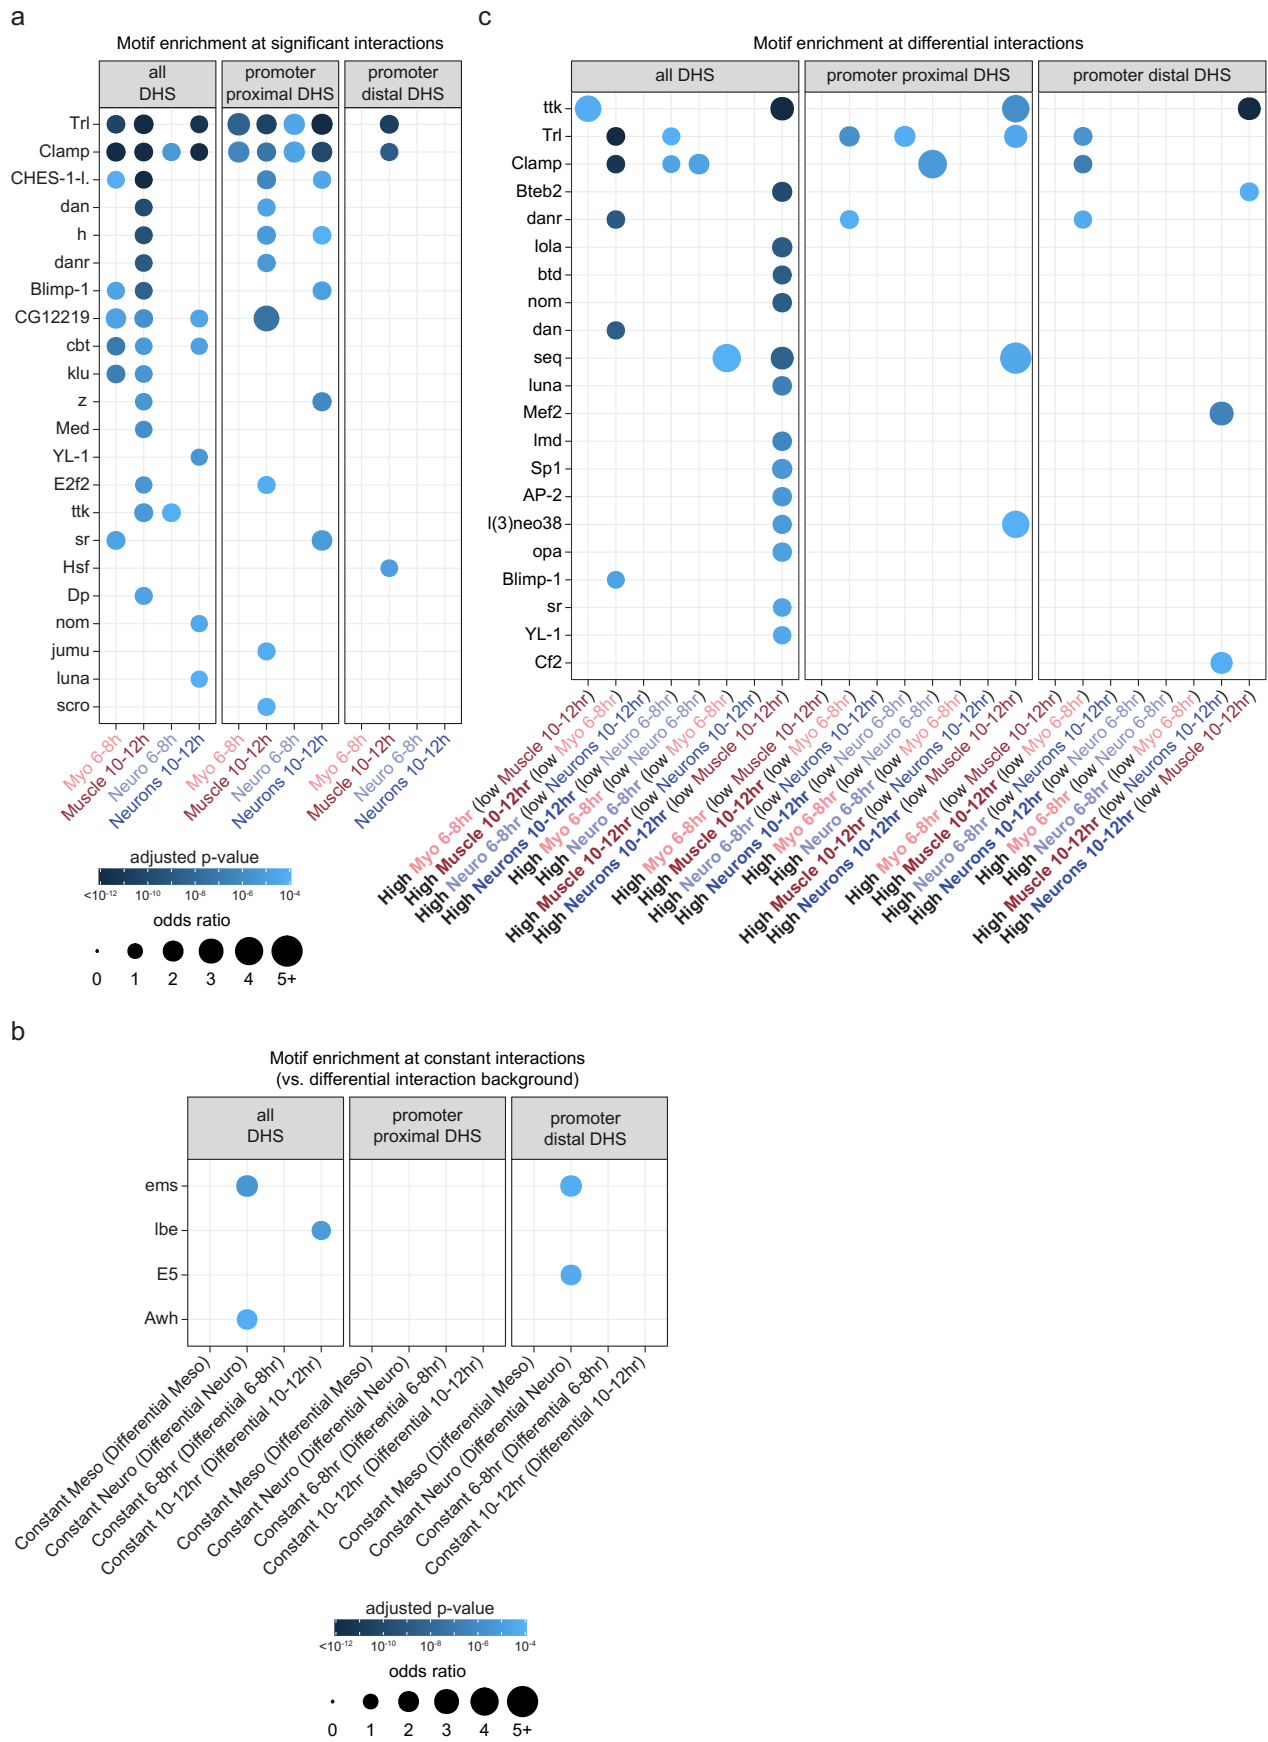 a
Motif enrichment at significant interactions
all
DHS
promoter
proximal DHS
promoter
distal DHS
Trl
Clamp
CHES-1-l.
dan
h
danr
Blimp-1
CG12219
cbt
klu
z
Med
YL-1
E2f2
ttk
sr
Hsf
Dp
nom
jumu
luna
scro
Myo 6-8h
Muscle 10-12h
Neuro 6-8h
Neurons 10-12h
Myo 6-8h
Muscle 10-12h
Neuro 6-8h
Neurons 10-12h
Myo 6-8h
Muscle 10-12h
Neuro 6-8h
Neurons 10-12h
adjusted p-value
<10-12 10-10 10-8 10-6 10-4
odds ratio
0 1 2 3 4 5+
c
Motif enrichment at differential interactions
all DHS
promoter proximal DHS
promoter distal DHS
ttk
Trl
Clamp
Bteb2
danr
lola
btd
nom
dan
seq
luna
Mef2
lmd
Sp1
AP-2
l(3)neo38
opa
Blimp-1
sr
YL-1
Cf2
High Myo 6-8hr (low Muscle 10-12hr)
High Muscle 10-12hr (low Myo 6-8hr)
High Neuro 6-8hr (low Neurons 10-12hr)
High Neurons 10-12hr (low Neuro 6-8hr)
High Myo 6-8hr (low Neuro 6-8hr)
High Neuro 6-8hr (low Myo 6-8hr)
High Muscle 10-12hr (low Neurons 10-12hr)
High Neurons 10-12hr (low Muscle 10-12hr)
High Myo 6-8hr (low Muscle 10-12hr)
High Muscle 10-12hr (low Myo 6-8hr)
High Neuro 6-8hr (low Neurons 10-12hr)
High Neurons 10-12hr (low Neuro 6-8hr)
High Myo 6-8hr (low Neuro 6-8hr)
High Neuro 6-8hr (low Myo 6-8hr)
High Muscle 10-12hr (low Neurons 10-12hr)
High Neurons 10-12hr (low Muscle 10-12hr)
High Myo 6-8hr (low Muscle 10-12hr)
High Muscle 10-12hr (low Myo 6-8hr)
High Neuro 6-8hr (low Neurons 10-12hr)
High Neurons 10-12hr (low Neuro 6-8hr)
High Myo 6-8hr (low Neuro 6-8hr)
High Neuro 6-8hr (low Myo 6-8hr)
High Muscle 10-12hr (low Neurons 10-12hr)
High Neurons 10-12hr (low Muscle 10-12hr)
b
Motif enrichment at constant interactions
(vs. differential interaction background)
all
DHS
promoter
proximal DHS
promoter
distal DHS
ems
lbe
E5
Awh
Constant Meso (Differential Meso)
Constant Neuro (Differential Neuro)
Constant 6-8hr (Differential 6-8hr)
Constant 10-12hr (Differential 10-12hr)
Constant Meso (Differential Meso)
Constant Neuro (Differential Neuro)
Constant 6-8hr (Differential 6-8hr)
Constant 10-12hr (Differential 10-12hr)
Constant Meso (Differential Meso)
Constant Neuro (Differential Neuro)
Constant 6-8hr (Differential 6-8hr)
Constant 10-12hr (Differential 10-12hr)
adjusted p-value
<10-12 10-10 10-8 10-6 10-4
odds ratio
0 1 2 3 4 5+